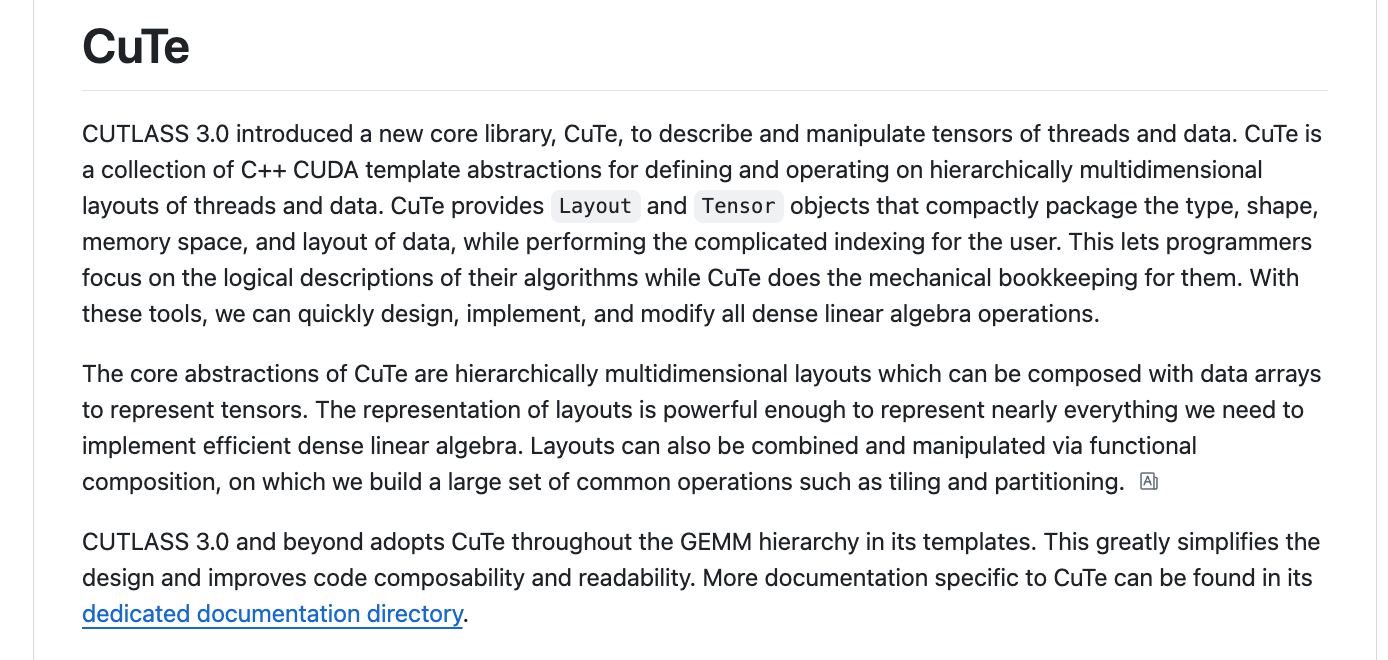 CuTe
CUTLASS 3.0 introduced a new core library, CuTe, to describe and manipulate tensors of threads and data. CuTe is
a collection of C++ CUDA template abstractions for defining and operating on hierarchically multidimensional
layouts of threads and data. CuTe provides Layout and Tensor objects that compactly package the type, shape,
memory space, and layout of data, while performing the complicated indexing for the user. This lets programmers
focus on the logical descriptions of their algorithms while CuTe does the mechanical bookkeeping for them. With
these tools, we can quickly design, implement, and modify all dense linear algebra operations.
The core abstractions of CuTe are hierarchically multidimensional layouts which can be composed with data arrays
to represent tensors. The representation of layouts is powerful enough to represent nearly everything we need to
implement efficient dense linear algebra. Layouts can also be combined and manipulated via functional
composition, on which we build a large set of common operations such as tiling and partitioning.
CUTLASS 3.0 and beyond adopts CuTe throughout the GEMM hierarchy in its templates. This greatly simplifies the
design and improves code composability and readability. More documentation specific to CuTe can be found in its
dedicated documentation directory.